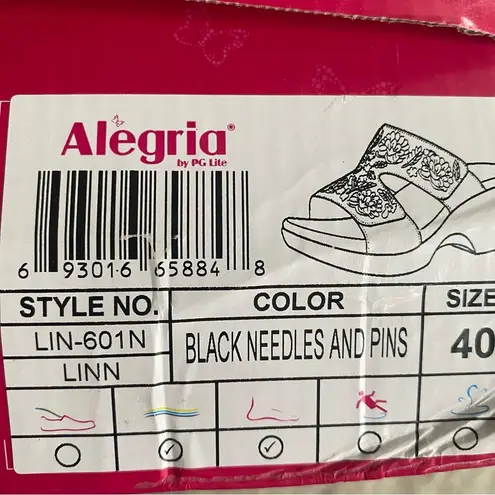 Alegria®
by PG Lite
6 93016 65884 8
STYLE NO.
COLOR
SIZE
LIN-601N
BLACK NEEDLES AND PINS
40
LINN